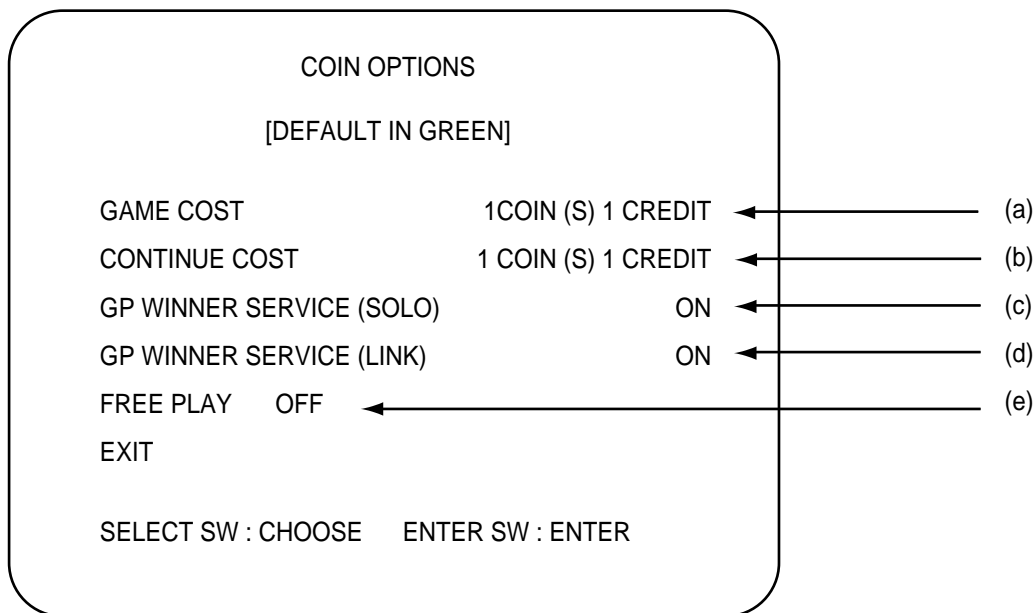 COIN OPTIONS
[DEFAULT IN GREEN]
GAME COST 1COIN (S) 1 CREDIT (a)
CONTINUE COST 1 COIN (S) 1 CREDIT (b)
GP WINNER SERVICE (SOLO) ON (c)
GP WINNER SERVICE (LINK) ON (d)
FREE PLAY OFF (e)
EXIT
SELECT SW : CHOOSE ENTER SW : ENTER